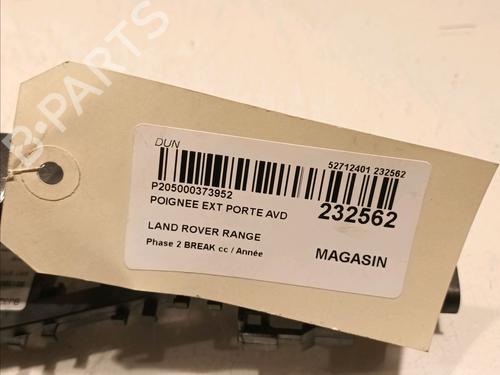 B-PARTS
DUN
52712401 232562
P205000373952
POIGNEE EXT PORTE AVD
232562
LAND ROVER RANGE
Phase 2 BREAK cc / Année
MAGASIN